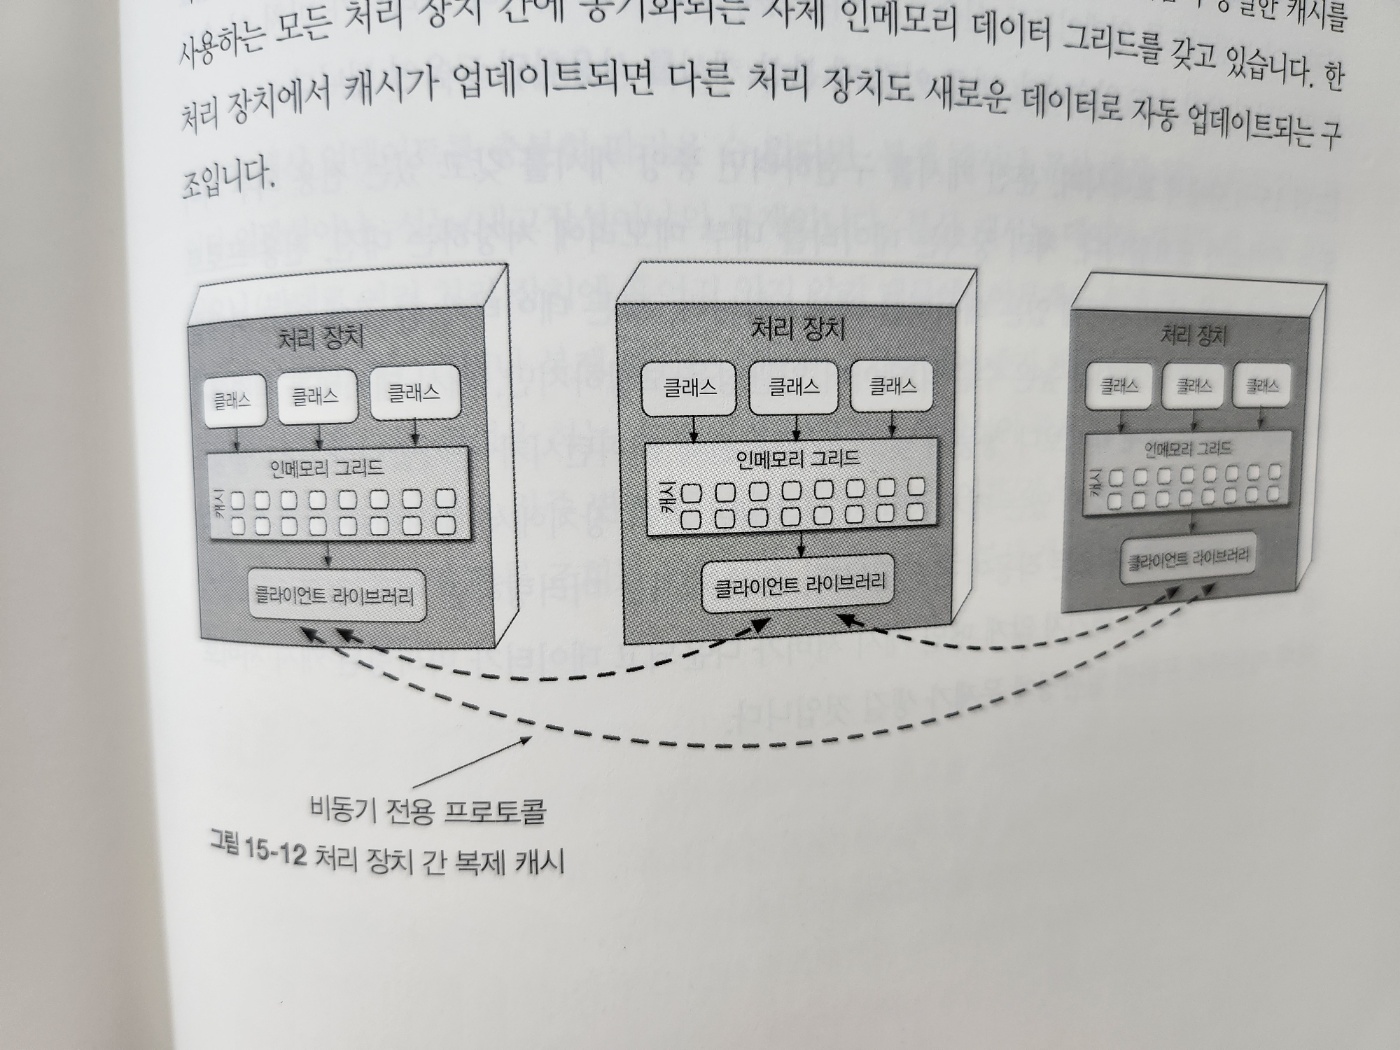 일한 캐시를
사용하는 모든 처리 장치 간에 동기화되는 자체 인메모리 데이터 그리드를 갖고 있습니다. 한
처리 장치에서 캐시가 업데이트되면 다른 처리 장치도 새로운 데이터로 자동 업데이트되는 구
조입니다.
처리 장치
클래스 클래스 클래스
인메모리 그리드
캐시
클라이언트 라이브러리
처리 장치
클래스 클래스 클래스
인메모리 그리드
캐시
클라이언트 라이브러리
처리 장치
클래스 클래스 클래스
인메모리 그리드
캐시
클라이언트 라이브러리
비동기 전용 프로토콜
그림 15-12 처리 장치 간 복제 캐시